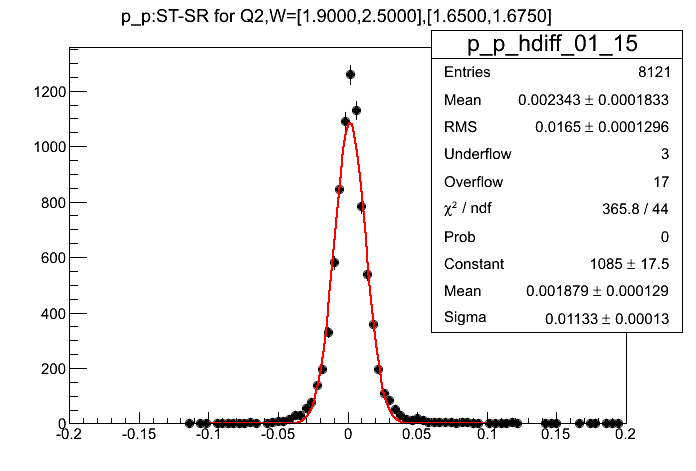 p_p:ST-SR for Q2,W=[1.9000,2.5000],[1.6500,1.6750]
p_p_hdiff_01_15
Entries 8121
Mean 0.002343 ± 0.0001833
RMS 0.0165 ± 0.0001296
Underflow 3
Overflow 17
χ² / ndf 365.8 / 44
Prob 0
Constant 1085 ± 17.5
Mean 0.001879 ± 0.000129
Sigma 0.01133 ± 0.00013
1200
1000
800
600
400
200
0
-0.2 -0.15 -0.1 -0.05 0 0.05 0.1 0.15 0.2